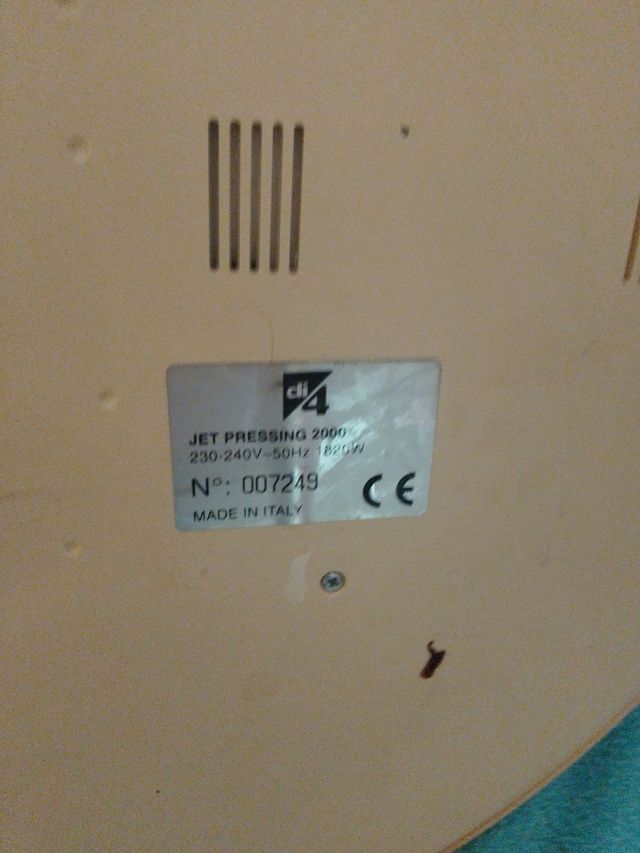 di4
JET PRESSING 2000
230-240V~50Hz 1820W
N°: 007249
CE
MADE IN ITALY